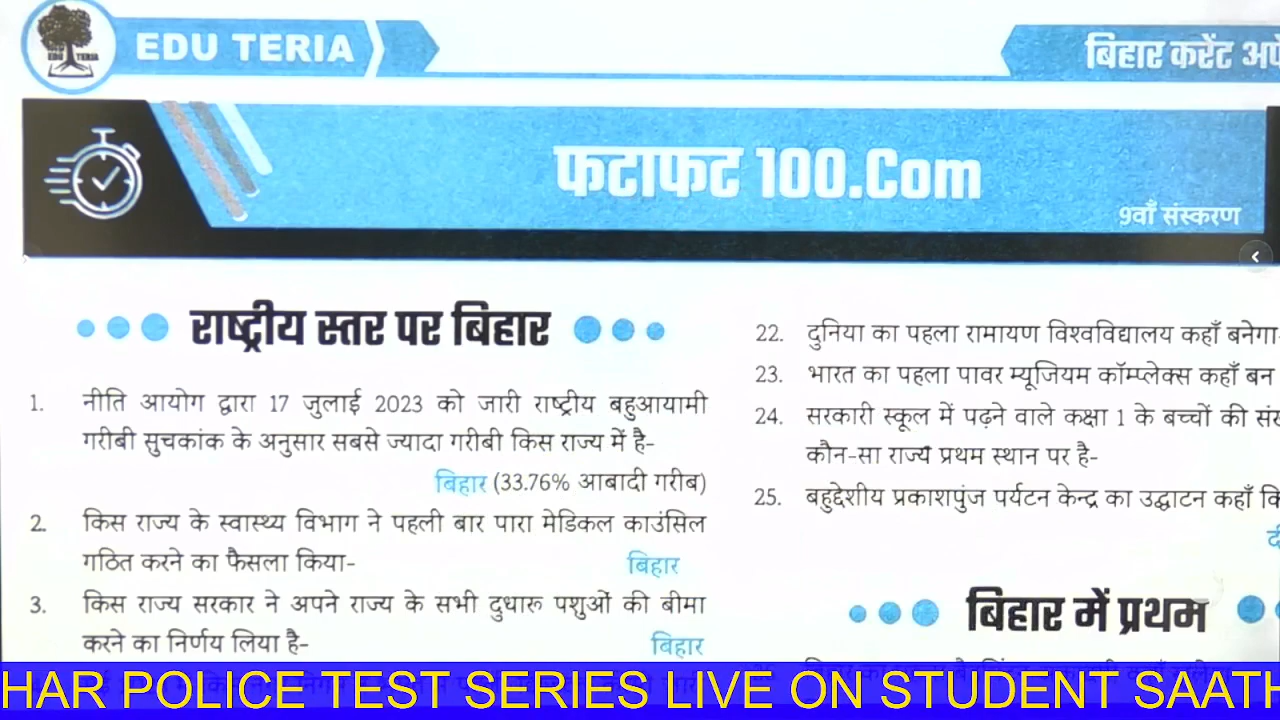 EDU TERIA
बिहार करेंट
फटाफट 100.Com
9वाँ संस्करण
राष्ट्रीय स्तर पर बिहार
1. नीति आयोग द्वारा 17 जुलाई 2023 को जारी राष्ट्रीय बहुआयामी
गरीबी सुचकांक के अनुसार सबसे ज्यादा गरीबी किस राज्य में है-
बिहार (33.76% आबादी गरीब)
2. किस राज्य के स्वास्थ्य विभाग ने पहली बार पारा मेडिकल काउंसिल
गठित करने का फैसला किया-
बिहार
3. किस राज्य सरकार ने अपने राज्य के सभी दुधारू पशुओं की बीमा
करने का निर्णय लिया है-
बिहार
22. दुनिया का पहला रामायण विश्वविद्यालय कहाँ बनेगा-
23. भारत का पहला पावर म्यूजियम कॉम्प्लेक्स कहाँ बन
24. सरकारी स्कूल में पढ़ने वाले कक्षा 1 के बच्चों की
कौन-सा राज्य प्रथम स्थान पर है-
25. बहुद्देशीय प्रकाशपुंज पर्यटन केन्द्र का उद्घाटन कहाँ
बिहार में प्रथम
HAR POLICE TEST SERIES LIVE ON STUDENT SAATH